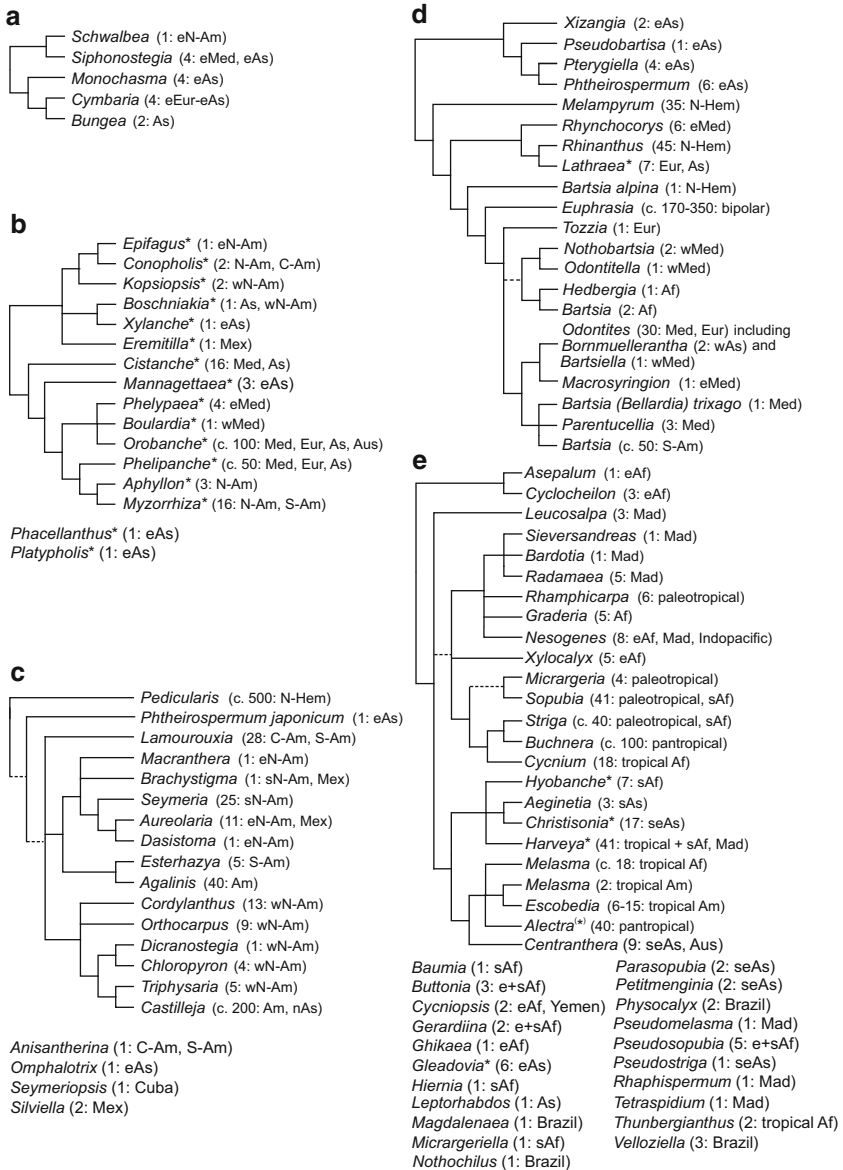 a
Schwalbea (1: eN-Am)
Siphonostegia (4: eMed, eAs)
Monochasma (4: eAs)
Cymbaria (4: eEur-eAs)
Bungea (2: As)
b
Epifagus* (1: eN-Am)
Conopholis* (2: N-Am, C-Am)
Kopsiopsis* (2: wN-Am)
Boschniakia* (1: As, wN-Am)
Xylanche* (1: eAs)
Eremitilla* (1: Mex)
Cistanche* (16: Med, As)
Mannagettaea* (3: eAs)
Phelypaea* (4: eMed)
Boulardia* (1: wMed)
Orobanche* (c. 100: Med, Eur, As, Aus)
Phelipanche* (c. 50: Med, Eur, As)
Aphyllon* (3: N-Am)
Myzorrhiza* (16: N-Am, S-Am)
Phacellanthus* (1: eAs)
Platypholis* (1: eAs)
c
Pedicularis (c. 500: N-Hem)
Phtheirospermum japonicum (1: eAs)
Lamourouxia (28: C-Am, S-Am)
Macranthera (1: eN-Am)
Brachystigma (1: sN-Am, Mex)
Seymeria (25: sN-Am)
Aureolaria (11: eN-Am, Mex)
Dasistoma (1: eN-Am)
Esterhazya (5: S-Am)
Agalinis (40: Am)
Cordylanthus (13: wN-Am)
Orthocarpus (9: wN-Am)
Dicranostegia (1: wN-Am)
Chloropyron (4: wN-Am)
Triphysaria (5: wN-Am)
Castilleja (c. 200: Am, nAs)
Anisantherina (1: C-Am, S-Am)
Omphalotrix (1: eAs)
Seymeriopsis (1: Cuba)
Silviella (2: Mex)
d
Xizangia (2: eAs)
Pseudobartisa (1: eAs)
Pterygiella (4: eAs)
Phtheirospermum (6: eAs)
Melampyrum (35: N-Hem)
Rhynchocorys (6: eMed)
Rhinanthus (45: N-Hem)
Lathraea* (7: Eur, As)
Bartsia alpina (1: N-Hem)
Euphrasia (c. 170-350: bipolar)
Tozzia (1: Eur)
Nothobartsia (2: wMed)
Odontitella (1: wMed)
Hedbergia (1: Af)
Bartsia (2: Af)
Odontites (30: Med, Eur) including
Bornmuellerantha (2: wAs) and
Bartsiella (1: wMed)
Macrosyringion (1: eMed)
Bartsia (Bellardia) trixago (1: Med)
Parentucellia (3: Med)
Bartsia (c. 50: S-Am)
e
Asepalum (1: eAf)
Cyclocheilon (3: eAf)
Leucosalpa (3: Mad)
Sieversandreas (1: Mad)
Bardotia (1: Mad)
Radamaea (5: Mad)
Rhamphicarpa (6: paleotropical)
Graderia (5: Af)
Nesogenes (8: eAf, Mad, Indopacific)
Xylocalyx (5: eAf)
Micrargeria (4: paleotropical)
Sopubia (41: paleotropical, sAf)
Striga (c. 40: paleotropical, sAf)
Buchnera (c. 100: pantropical)
Cycnium (18: tropical Af)
Hyobanche* (7: sAf)
Aeginetia (3: sAs)
Christisonia* (17: seAs)
Harveya* (41: tropical + sAf, Mad)
Melasma (c. 18: tropical Af)
Melasma (2: tropical Am)
Escobedia (6-15: tropical Am)
Alectra(*) (40: pantropical)
Centranthera (9: seAs, Aus)
Baumia (1: sAf)
Buttonia (3: e+sAf)
Cycniopsis (2: eAf, Yemen)
Gerardiina (2: e+sAf)
Ghikaea (1: eAf)
Gleadovia* (6: eAs)
Hiernia (1: sAf)
Leptorhabdos (1: As)
Magdalenaea (1: Brazil)
Micrargeriella (1: sAf)
Nothochilus (1: Brazil)
Parasopubia (2: seAs)
Petitmenginia (2: seAs)
Physocalyx (2: Brazil)
Pseudomelasma (1: Mad)
Pseudosopubia (5: e+sAf)
Pseudostriga (1: seAs)
Rhaphispermum (1: Mad)
Tetraspidium (1: Mad)
Thunbergianthus (2: tropical Af)
Velloziella (3: Brazil)